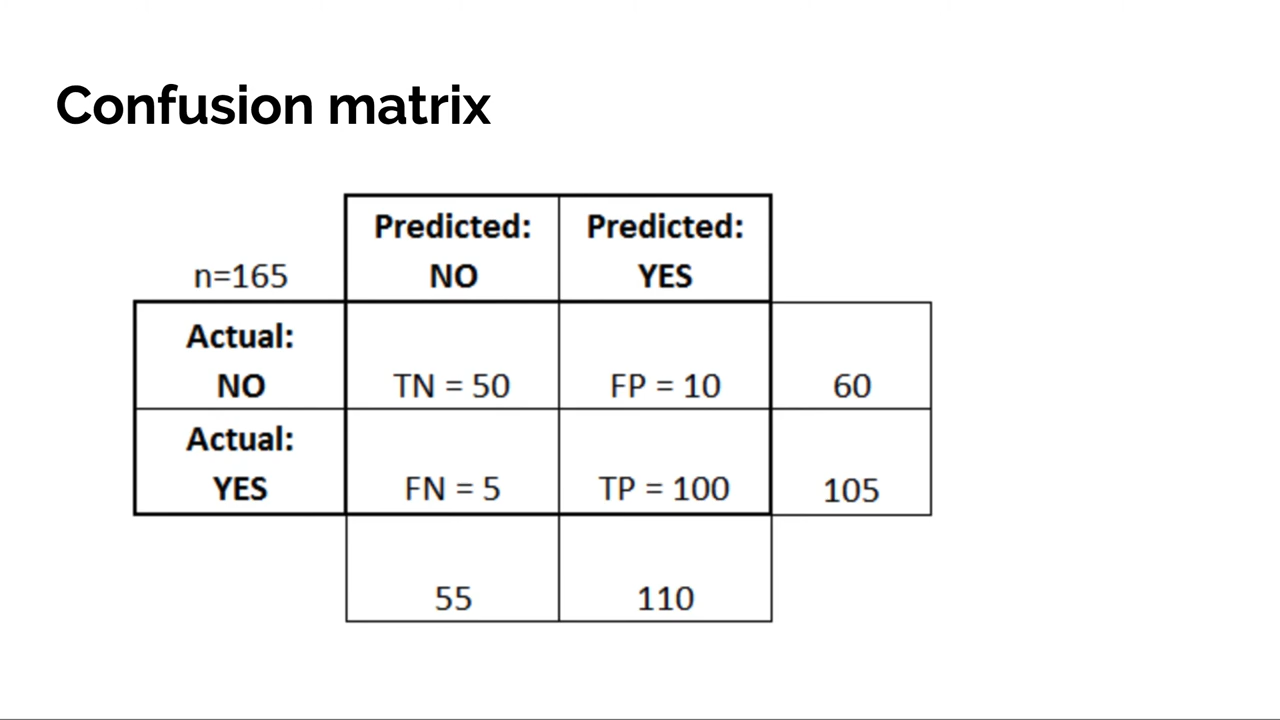 Confusion matrix
Predicted: Predicted:
n=165 NO YES
Actual:
NO TN = 50 FP = 10 60
Actual:
YES FN = 5 TP = 100 105
55 110